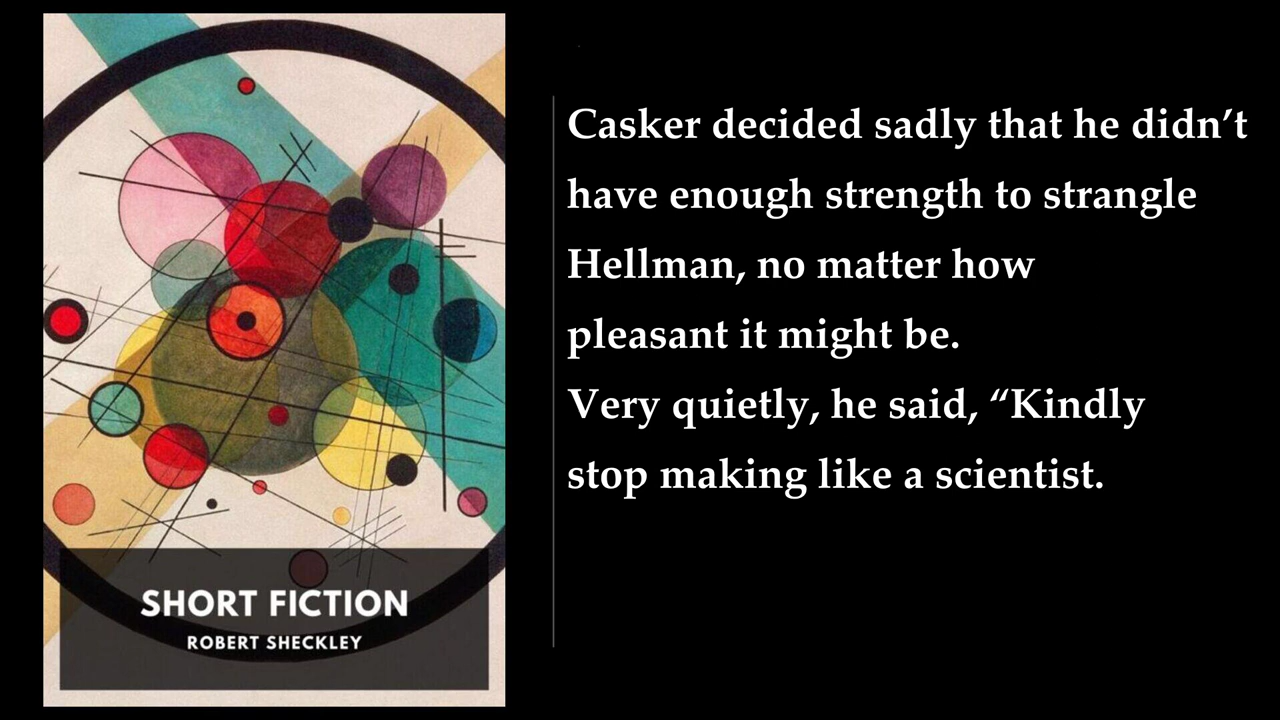 SHORT FICTION
ROBERT SHECKLEY
Casker decided sadly that he didn’t
have enough strength to strangle
Hellman, no matter how
pleasant it might be.
Very quietly, he said, “Kindly
stop making like a scientist.